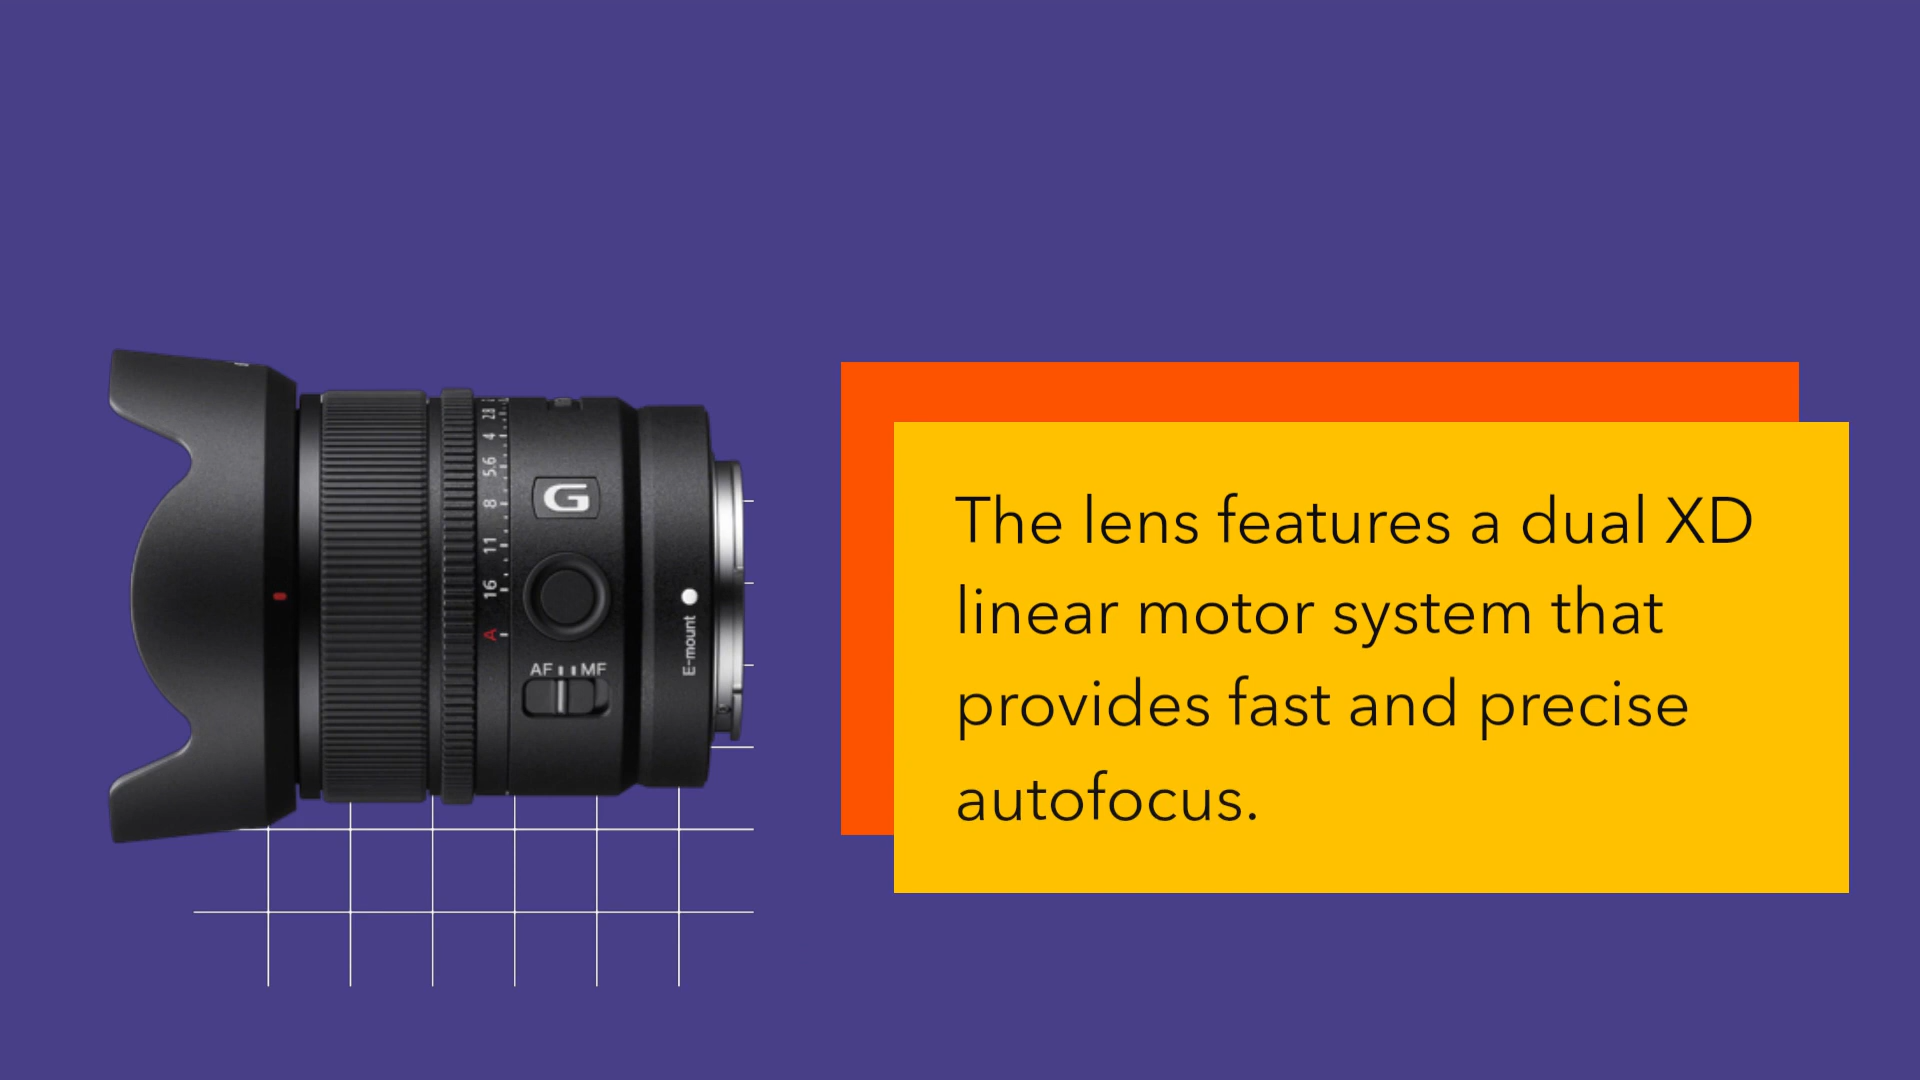 The lens features a dual XD
linear motor system that
provides fast and precise
autofocus.
2.8
4
5.6
8
11
16
A
G
AF MF
E-mount